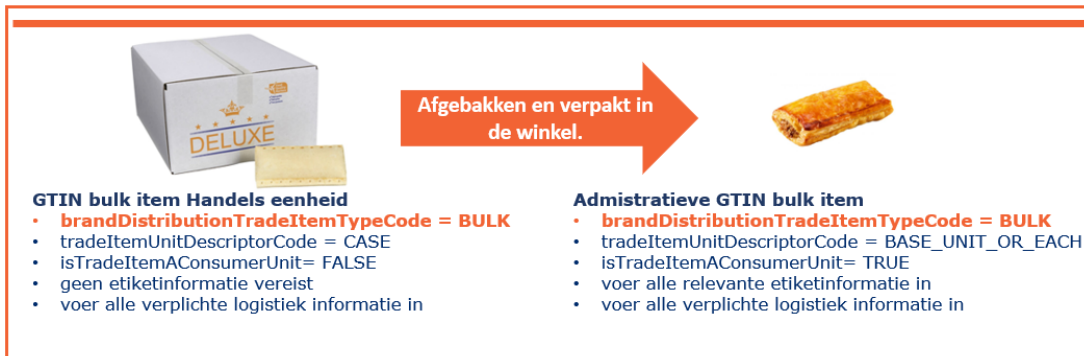 DELUXE
Afgebakken en verpakt in
de winkel.
GTIN bulk item Handels eenheid
• brandDistributionTradeItemTypeCode = BULK
• tradeItemUnitDescriptorCode = CASE
• isTradeItemAConsumerUnit= FALSE
• geen etiketinformatie vereist
• voer alle verplichte logistiek informatie in
Admistratieve GTIN bulk item
• brandDistributionTradeItemTypeCode = BULK
• tradeItemUnitDescriptorCode = BASE_UNIT_OR_EACH
• isTradeItemAConsumerUnit= TRUE
• voer alle relevante etiketinformatie in
• voer alle verplichte logistiek informatie in